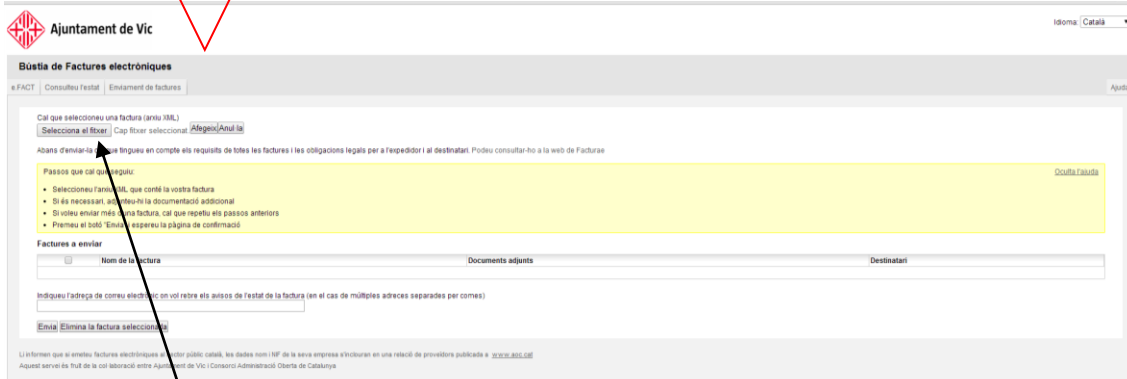 Ajuntament de Vic
Idioma: Català
Bústia de Factures electròniques
e.FACT Consulteu l'estat Enviament de factures Ajuda
Cal que seleccioneu una factura (arxiu XML)
Selecciona el fitxer Cap fitxer seleccionat Afegeix Anul·la
Abans d'enviar-la que tingueu en compte els requisits de totes les factures i les obligacions legals per a l'expedidor i al destinatari. Podeu consultar-ho a la web de Facturae
Passos que cal que seguiu: Oculta l'ajuda
• Seleccioneu l'arxiu XML que conté la vostra factura
• Si és necessari, adjunteu-hi la documentació addicional
• Si voleu enviar més d'una factura, cal que repetiu els passos anteriors
• Premeu el botó "Envia" i espereu la pàgina de confirmació
Factures a enviar
Nom de la factura Documents adjunts Destinatari
Indiqueu l'adreça de correu electrònic on vol rebre els avisos de l'estat de la factura (en el cas de múltiples adreces separades per comes)
Envia Elimina la factura seleccionada
Li informen que si emeteu factures electròniques al sector públic català, les dades nom i NIF de la seva empresa s'inclouran en una relació de proveïdors publicada a www.aoc.cat
Aquest servei és fruit de la col·laboració entre Ajuntament de Vic i Consorci Administració Oberta de Catalunya